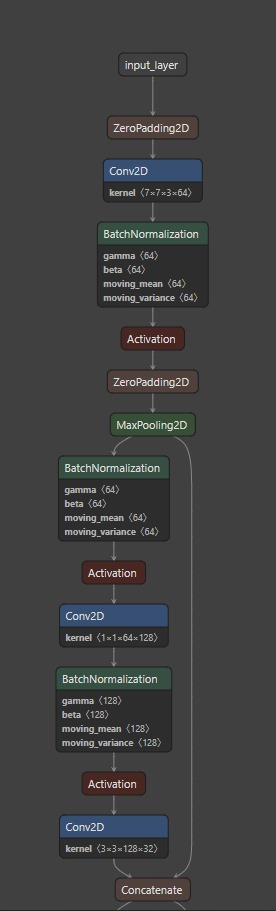 input_layer
ZeroPadding2D
Conv2D
kernel ⟨7×7×3×64⟩
BatchNormalization
gamma ⟨64⟩
beta ⟨64⟩
moving_mean ⟨64⟩
moving_variance ⟨64⟩
Activation
ZeroPadding2D
MaxPooling2D
BatchNormalization
gamma ⟨64⟩
beta ⟨64⟩
moving_mean ⟨64⟩
moving_variance ⟨64⟩
Activation
Conv2D
kernel ⟨1×1×64×128⟩
BatchNormalization
gamma ⟨128⟩
beta ⟨128⟩
moving_mean ⟨128⟩
moving_variance ⟨128⟩
Activation
Conv2D
kernel ⟨3×3×128×32⟩
Concatenate